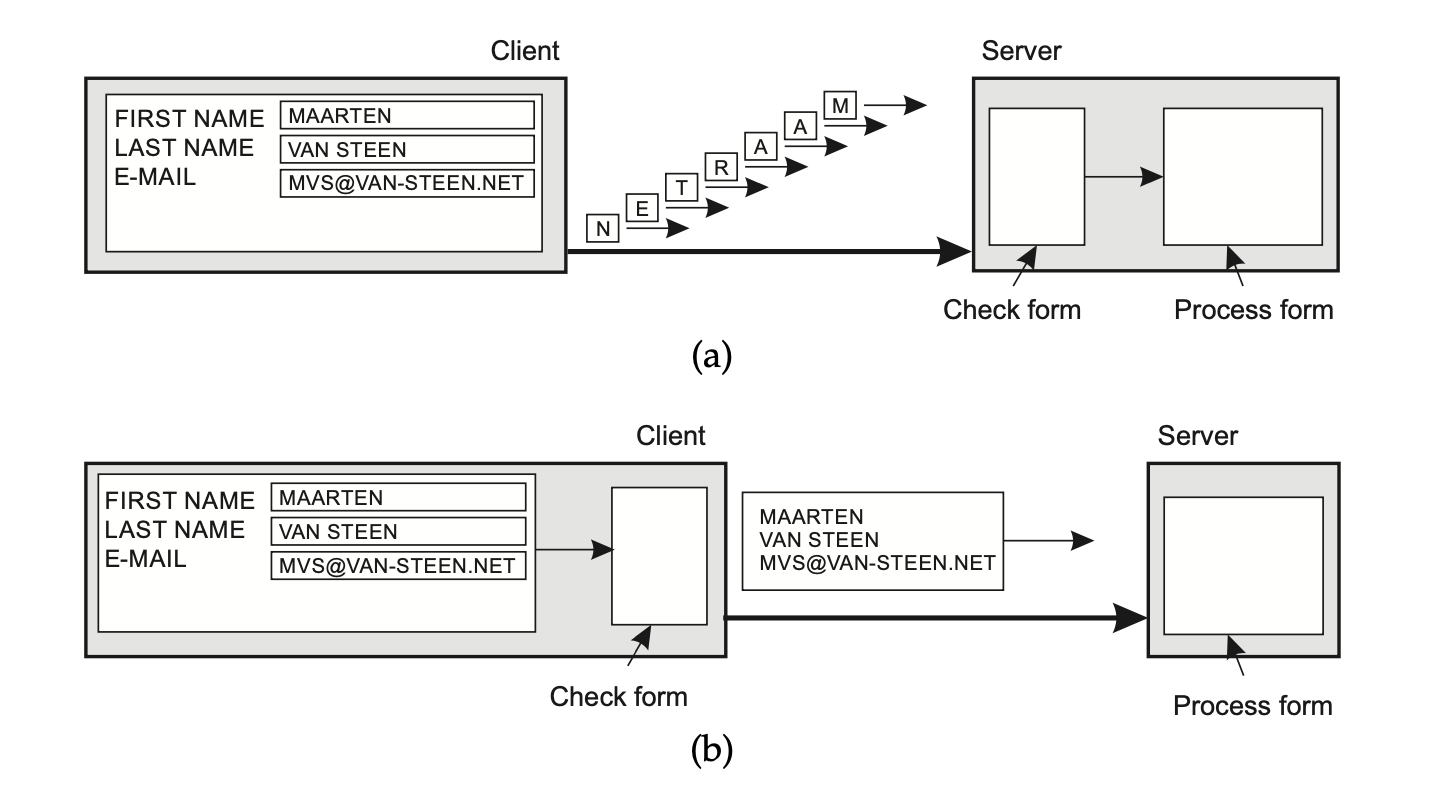 Client
Server
FIRST NAME MAARTEN
LAST NAME VAN STEEN
E-MAIL MVS@VAN-STEEN.NET
M
A
A
R
T
E
N
Check form
Process form
(a)
Client
Server
FIRST NAME MAARTEN
LAST NAME VAN STEEN
E-MAIL MVS@VAN-STEEN.NET
MAARTEN
VAN STEEN
MVS@VAN-STEEN.NET
Check form
Process form
(b)